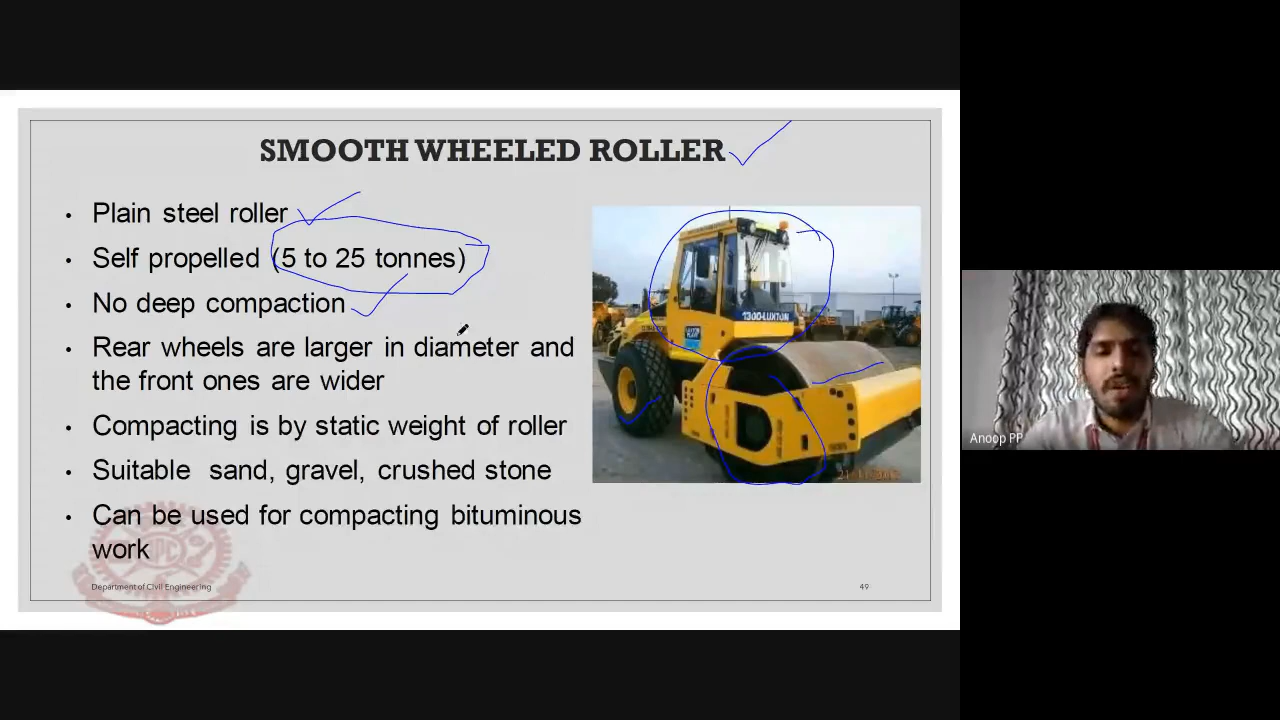 SMOOTH WHEELED ROLLER
• Plain steel roller
• Self propelled (5 to 25 tonnes)
• No deep compaction
• Rear wheels are larger in diameter and
the front ones are wider
• Compacting is by static weight of roller
• Suitable sand, gravel, crushed stone
• Can be used for compacting bituminous
work
1300-LUXTON
Department of Civil Engineering
49
Anoop PP